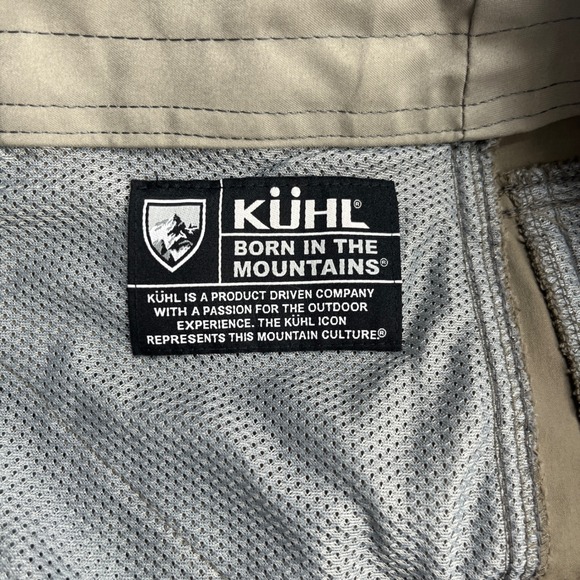 KÜHL®
BORN IN THE
MOUNTAINS®
KÜHL IS A PRODUCT DRIVEN COMPANY
WITH A PASSION FOR THE OUTDOOR
EXPERIENCE. THE KÜHL ICON
REPRESENTS THIS MOUNTAIN CULTURE.®